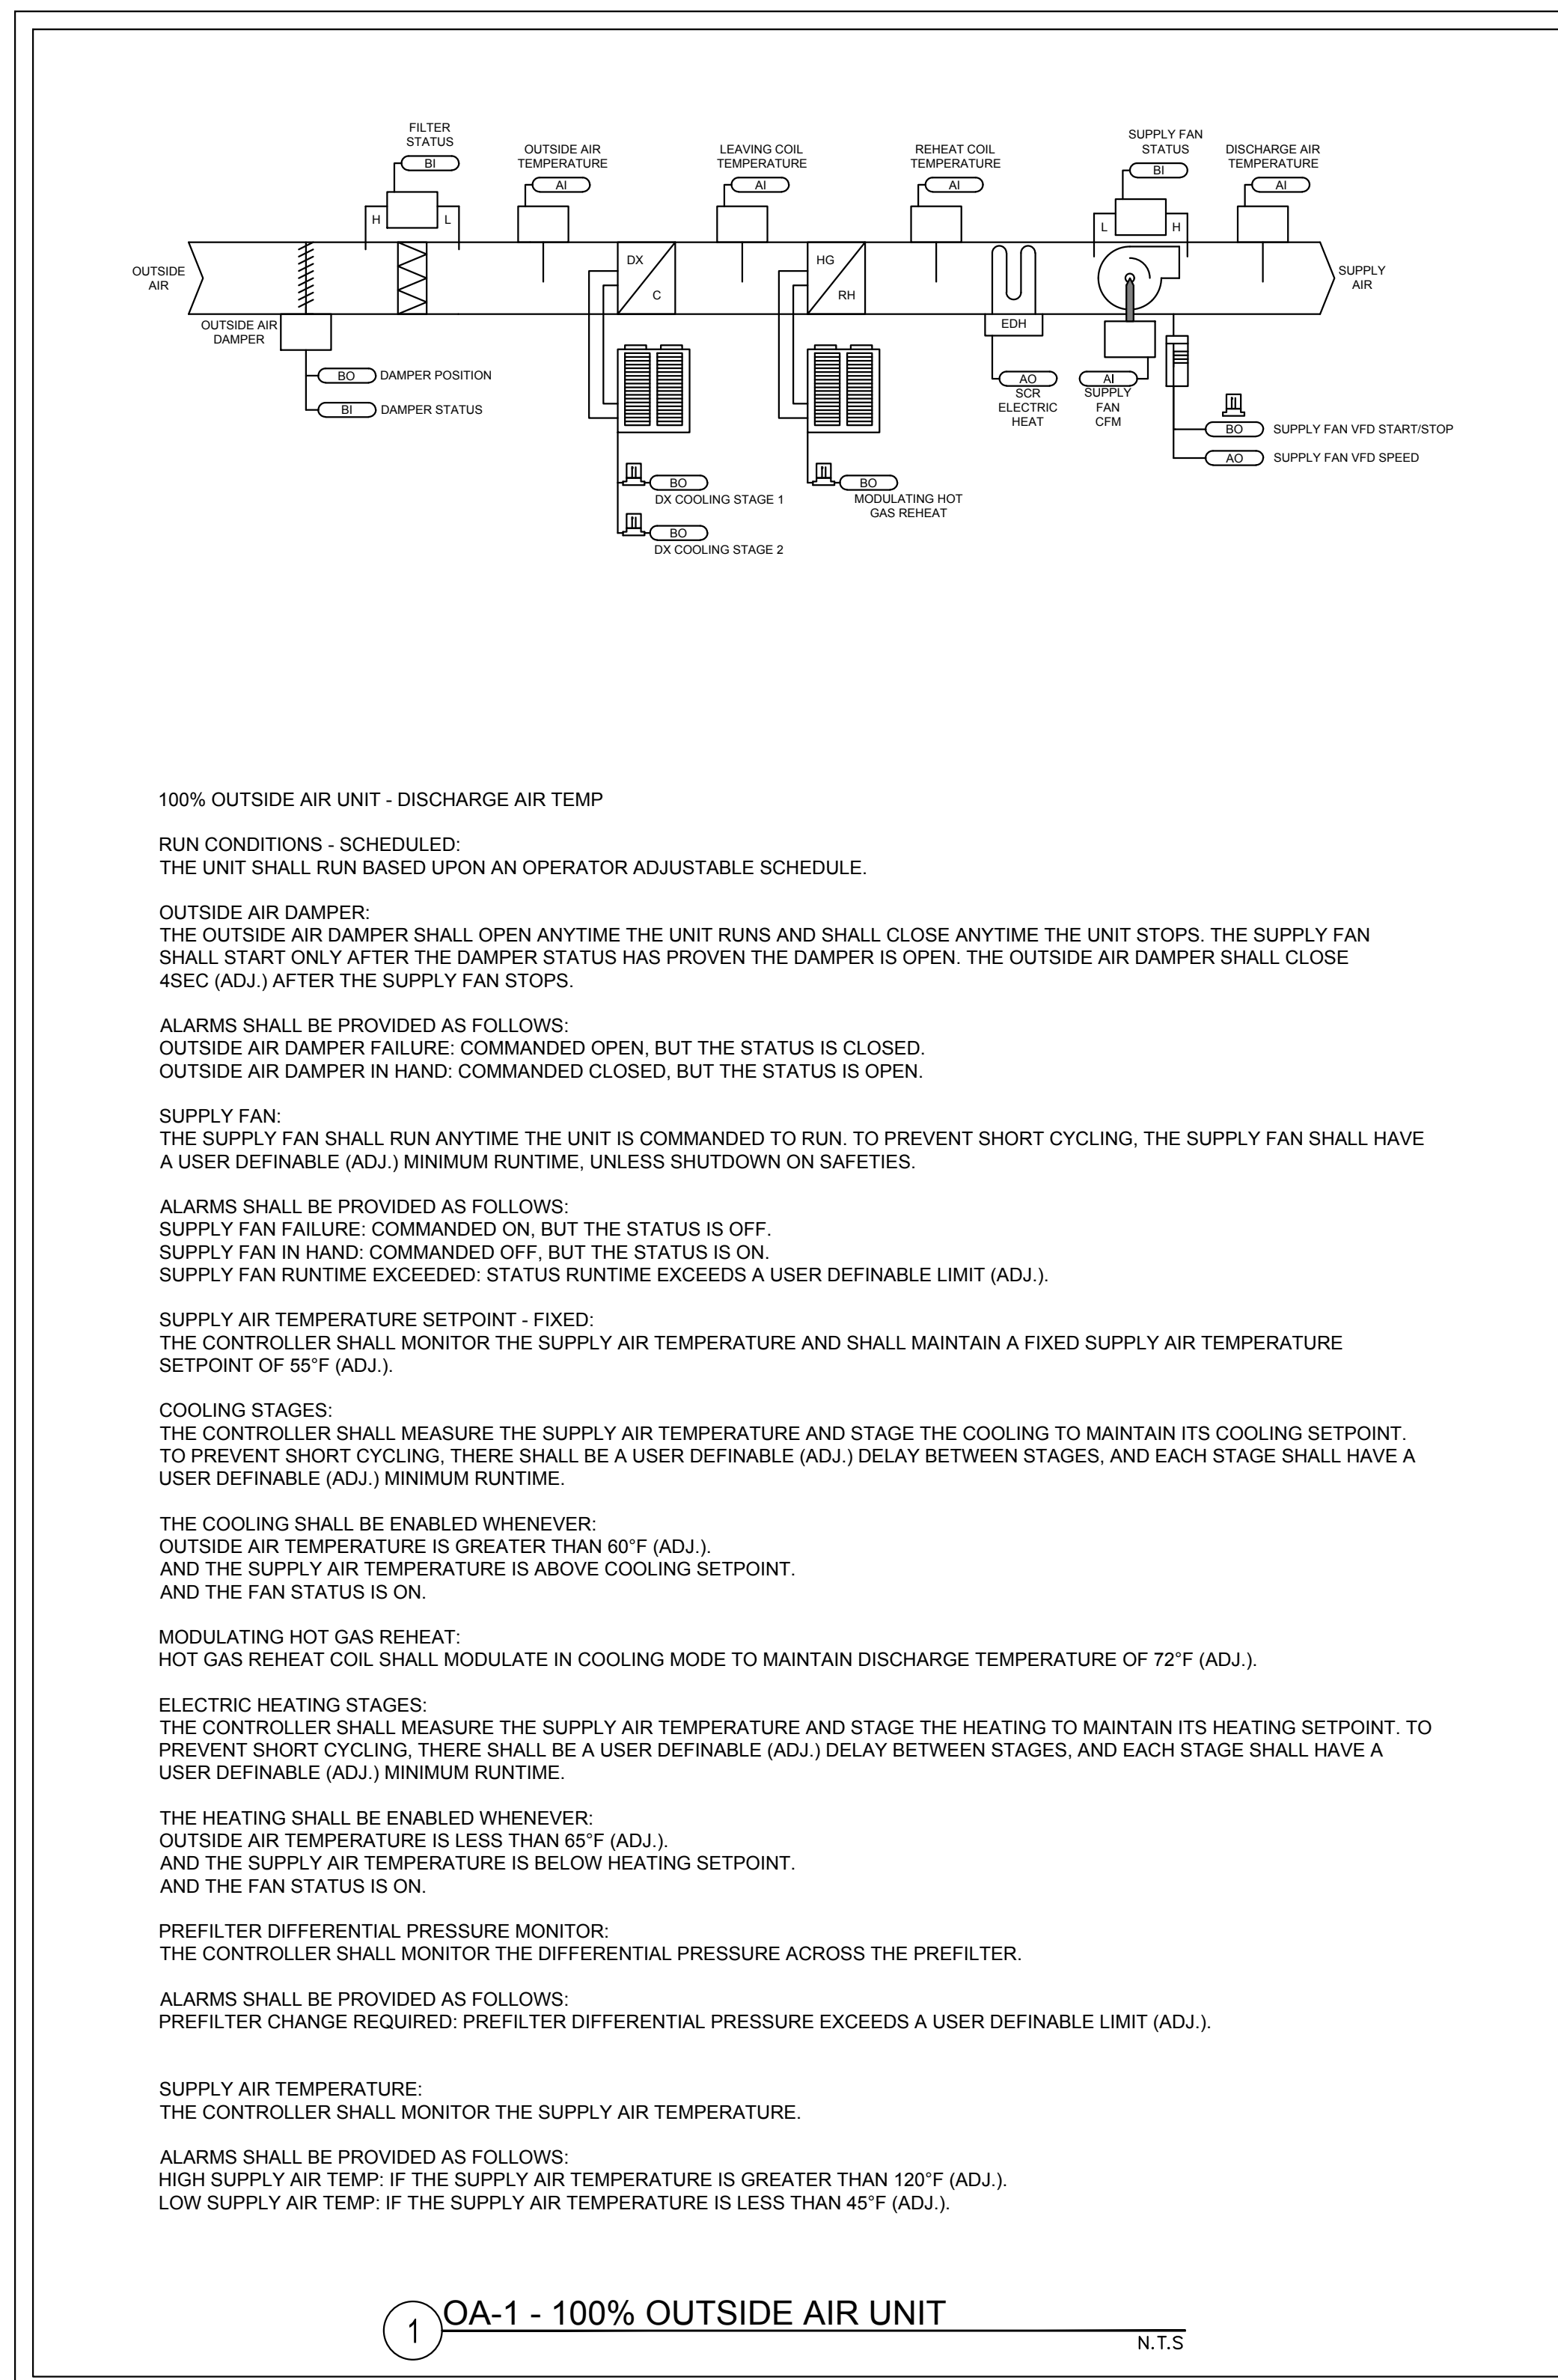 FILTER
STATUS
BI
H
L
OUTSIDE AIR
TEMPERATURE
AI
LEAVING COIL
TEMPERATURE
AI
REHEAT COIL
TEMPERATURE
AI
SUPPLY FAN
STATUS
BI
L
H
DISCHARGE AIR
TEMPERATURE
AI
OUTSIDE
AIR
DX
C
HG
RH
SUPPLY
AIR
OUTSIDE AIR
DAMPER
BO DAMPER POSITION
BI DAMPER STATUS
EDH
AO
SCR
ELECTRIC
HEAT
AI
SUPPLY
FAN
CFM
BO SUPPLY FAN VFD START/STOP
AO SUPPLY FAN VFD SPEED
BO
DX COOLING STAGE 1
BO
DX COOLING STAGE 2
BO
MODULATING HOT
GAS REHEAT
100% OUTSIDE AIR UNIT - DISCHARGE AIR TEMP
RUN CONDITIONS - SCHEDULED:
THE UNIT SHALL RUN BASED UPON AN OPERATOR ADJUSTABLE SCHEDULE.
OUTSIDE AIR DAMPER:
THE OUTSIDE AIR DAMPER SHALL OPEN ANYTIME THE UNIT RUNS AND SHALL CLOSE ANYTIME THE UNIT STOPS. THE SUPPLY FAN
SHALL START ONLY AFTER THE DAMPER STATUS HAS PROVEN THE DAMPER IS OPEN. THE OUTSIDE AIR DAMPER SHALL CLOSE
4SEC (ADJ.) AFTER THE SUPPLY FAN STOPS.
ALARMS SHALL BE PROVIDED AS FOLLOWS:
OUTSIDE AIR DAMPER FAILURE: COMMANDED OPEN, BUT THE STATUS IS CLOSED.
OUTSIDE AIR DAMPER IN HAND: COMMANDED CLOSED, BUT THE STATUS IS OPEN.
SUPPLY FAN:
THE SUPPLY FAN SHALL RUN ANYTIME THE UNIT IS COMMANDED TO RUN. TO PREVENT SHORT CYCLING, THE SUPPLY FAN SHALL HAVE
A USER DEFINABLE (ADJ.) MINIMUM RUNTIME, UNLESS SHUTDOWN ON SAFETIES.
ALARMS SHALL BE PROVIDED AS FOLLOWS:
SUPPLY FAN FAILURE: COMMANDED ON, BUT THE STATUS IS OFF.
SUPPLY FAN IN HAND: COMMANDED OFF, BUT THE STATUS IS ON.
SUPPLY FAN RUNTIME EXCEEDED: STATUS RUNTIME EXCEEDS A USER DEFINABLE LIMIT (ADJ.).
SUPPLY AIR TEMPERATURE SETPOINT - FIXED:
THE CONTROLLER SHALL MONITOR THE SUPPLY AIR TEMPERATURE AND SHALL MAINTAIN A FIXED SUPPLY AIR TEMPERATURE
SETPOINT OF 55°F (ADJ.).
COOLING STAGES:
THE CONTROLLER SHALL MEASURE THE SUPPLY AIR TEMPERATURE AND STAGE THE COOLING TO MAINTAIN ITS COOLING SETPOINT.
TO PREVENT SHORT CYCLING, THERE SHALL BE A USER DEFINABLE (ADJ.) DELAY BETWEEN STAGES, AND EACH STAGE SHALL HAVE A
USER DEFINABLE (ADJ.) MINIMUM RUNTIME.
THE COOLING SHALL BE ENABLED WHENEVER:
OUTSIDE AIR TEMPERATURE IS GREATER THAN 60°F (ADJ.).
AND THE SUPPLY AIR TEMPERATURE IS ABOVE COOLING SETPOINT.
AND THE FAN STATUS IS ON.
MODULATING HOT GAS REHEAT:
HOT GAS REHEAT COIL SHALL MODULATE IN COOLING MODE TO MAINTAIN DISCHARGE TEMPERATURE OF 72°F (ADJ.).
ELECTRIC HEATING STAGES:
THE CONTROLLER SHALL MEASURE THE SUPPLY AIR TEMPERATURE AND STAGE THE HEATING TO MAINTAIN ITS HEATING SETPOINT. TO
PREVENT SHORT CYCLING, THERE SHALL BE A USER DEFINABLE (ADJ.) DELAY BETWEEN STAGES, AND EACH STAGE SHALL HAVE A
USER DEFINABLE (ADJ.) MINIMUM RUNTIME.
THE HEATING SHALL BE ENABLED WHENEVER:
OUTSIDE AIR TEMPERATURE IS LESS THAN 65°F (ADJ.).
AND THE SUPPLY AIR TEMPERATURE IS BELOW HEATING SETPOINT.
AND THE FAN STATUS IS ON.
PREFILTER DIFFERENTIAL PRESSURE MONITOR:
THE CONTROLLER SHALL MONITOR THE DIFFERENTIAL PRESSURE ACROSS THE PREFILTER.
ALARMS SHALL BE PROVIDED AS FOLLOWS:
PREFILTER CHANGE REQUIRED: PREFILTER DIFFERENTIAL PRESSURE EXCEEDS A USER DEFINABLE LIMIT (ADJ.).
SUPPLY AIR TEMPERATURE:
THE CONTROLLER SHALL MONITOR THE SUPPLY AIR TEMPERATURE.
ALARMS SHALL BE PROVIDED AS FOLLOWS:
HIGH SUPPLY AIR TEMP: IF THE SUPPLY AIR TEMPERATURE IS GREATER THAN 120°F (ADJ.).
LOW SUPPLY AIR TEMP: IF THE SUPPLY AIR TEMPERATURE IS LESS THAN 45°F (ADJ.).
1 OA-1 - 100% OUTSIDE AIR UNIT
N.T.S